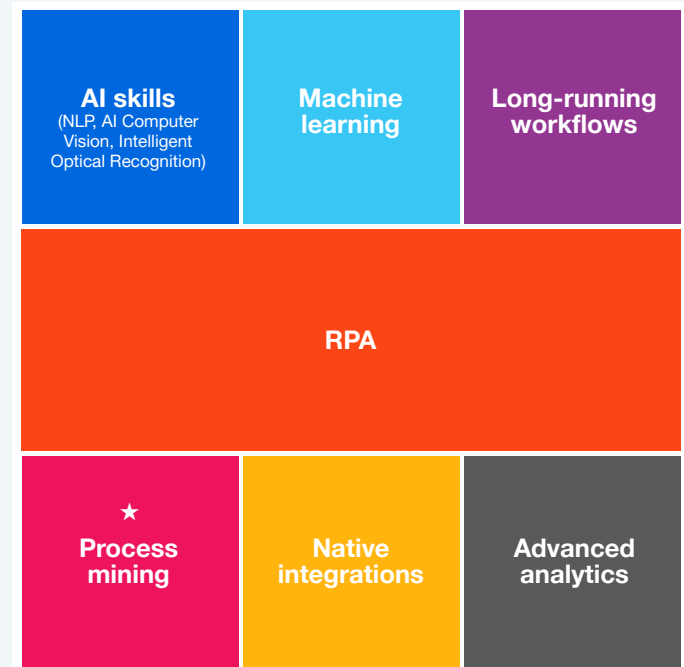 AI skills
(NLP, AI Computer
Vision, Intelligent
Optical Recognition)
Machine
learning
Long-running
workflows
RPA
★
Process
mining
Native
integrations
Advanced
analytics